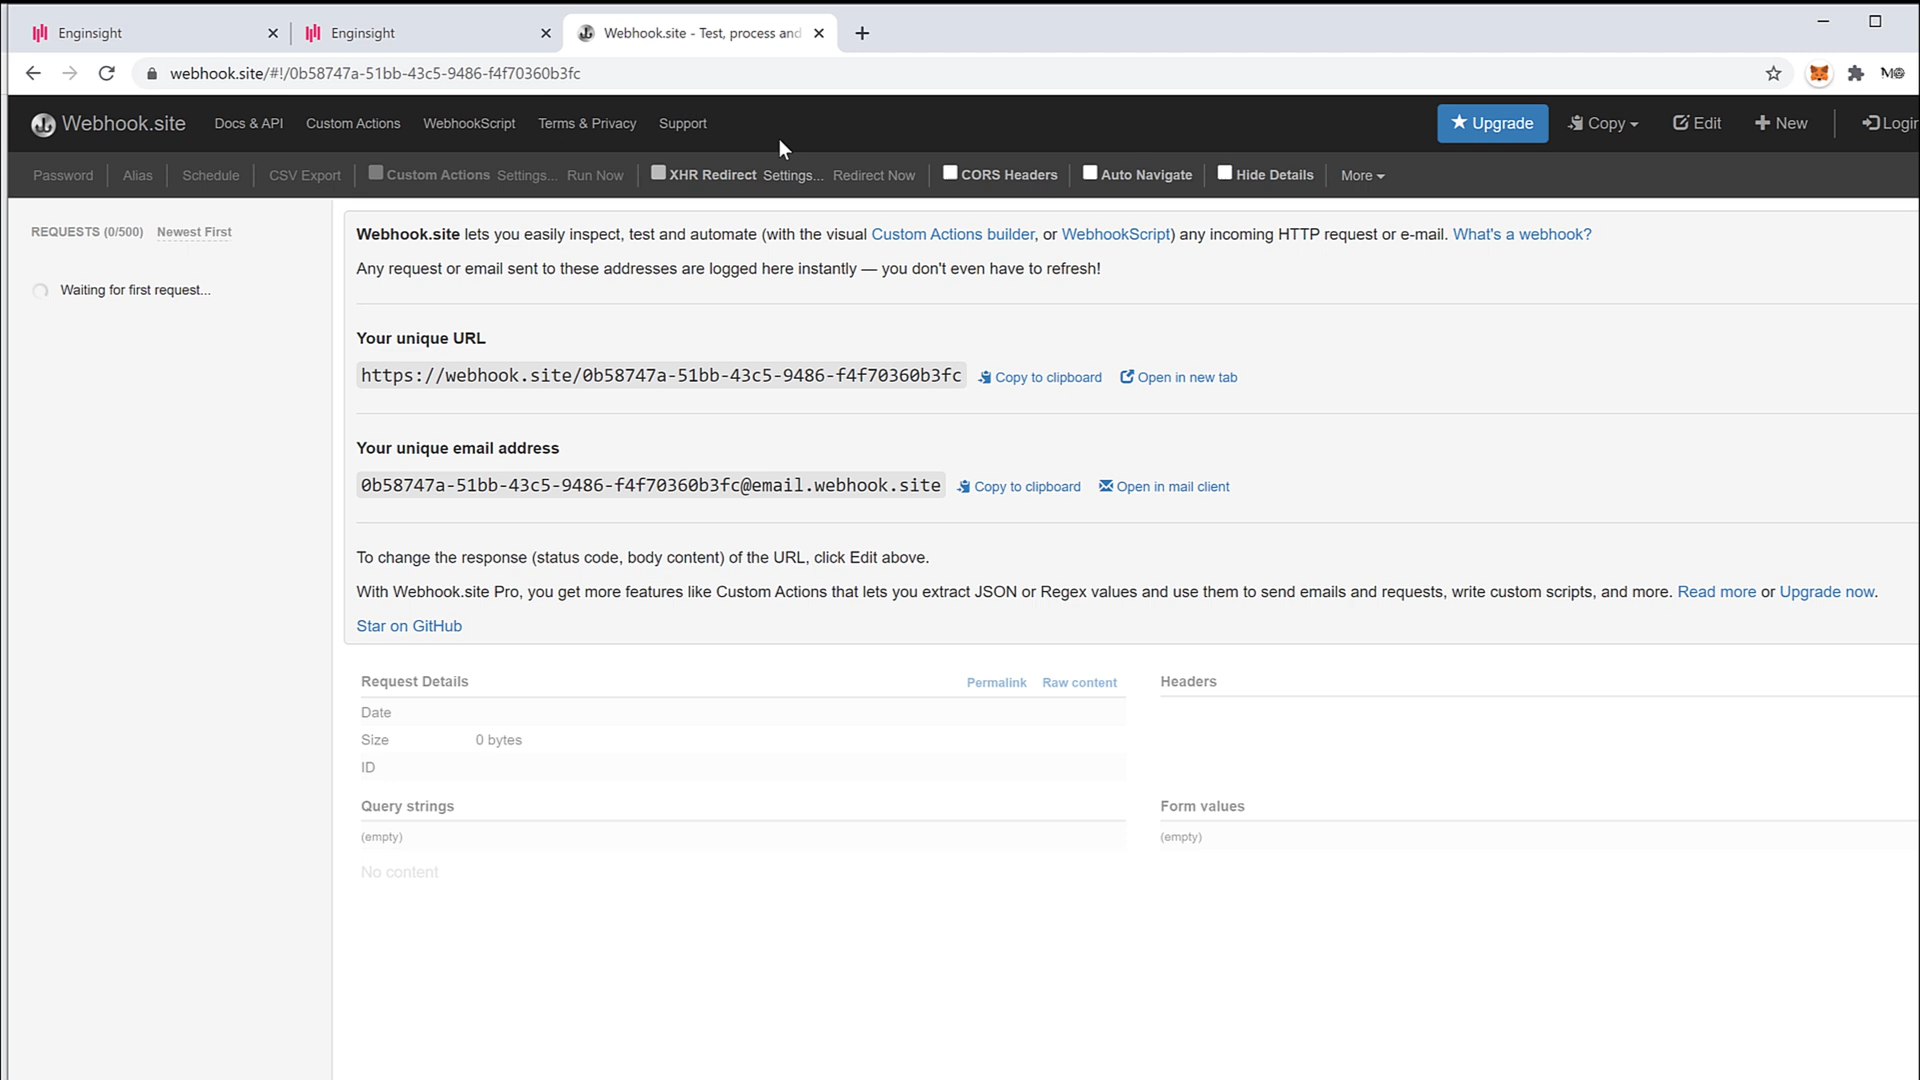 Enginsight
Enginsight
Webhook.site - Test, process and
webhook.site/#!/0b58747a-51bb-43c5-9486-f4f70360b3fc
Webhook.site Docs & API Custom Actions WebhookScript Terms & Privacy Support Upgrade Copy Edit New Login
Password Alias Schedule CSV Export Custom Actions Settings... Run Now XHR Redirect Settings... Redirect Now CORS Headers Auto Navigate Hide Details More
REQUESTS (0/500) Newest First
Waiting for first request...
Webhook.site lets you easily inspect, test and automate (with the visual Custom Actions builder, or WebhookScript) any incoming HTTP request or e-mail. What's a webhook?
Any request or email sent to these addresses are logged here instantly — you don't even have to refresh!
Your unique URL
https://webhook.site/0b58747a-51bb-43c5-9486-f4f70360b3fc Copy to clipboard Open in new tab
Your unique email address
0b58747a-51bb-43c5-9486-f4f70360b3fc@email.webhook.site Copy to clipboard Open in mail client
To change the response (status code, body content) of the URL, click Edit above.
With Webhook.site Pro, you get more features like Custom Actions that lets you extract JSON or Regex values and use them to send emails and requests, write custom scripts, and more. Read more or Upgrade now.
Star on GitHub
Request Details Permalink Raw content
Date
Size 0 bytes
ID
Headers
Query strings
(empty)
Form values
(empty)
No content